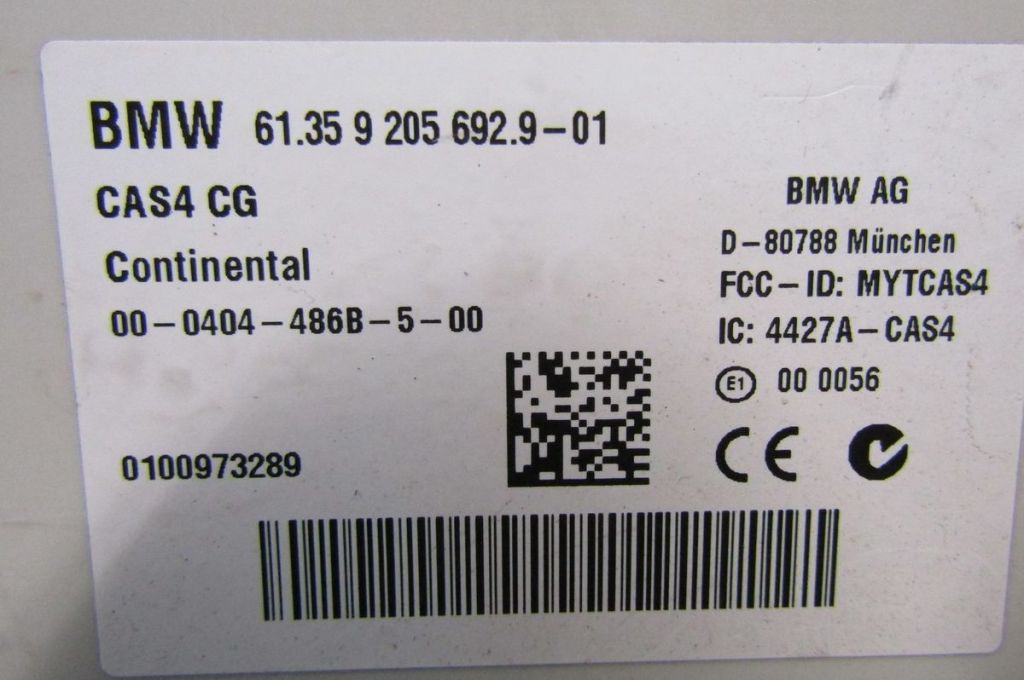 BMW 61.35 9 205 692.9-01
CAS4 CG
Continental
00-0404-486B-5-00
0100973289
BMW AG
D-80788 München
FCC-ID: MYTCAS4
IC: 4427A-CAS4
E1 00 0056
CE